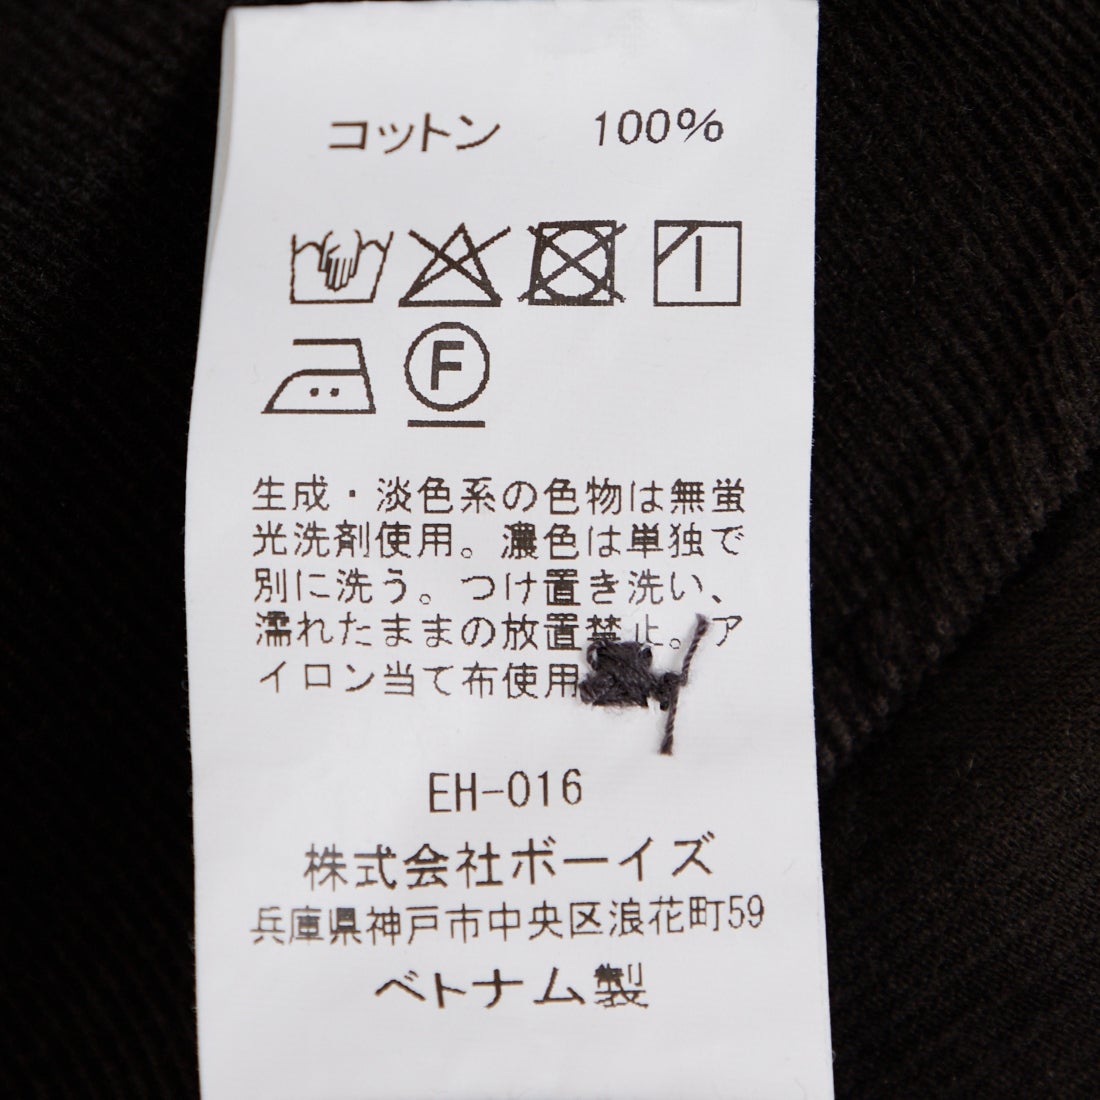 コットン 100%
F
生成・淡色系の色物は無蛍
光洗剤使用。濃色は単独で
別に洗う。つけ置き洗い、
濡れたままの放置禁止。ア
イロン当て布使用
EH-016
株式会社ボーイズ
兵庫県神戸市中央区浪花町59
ベトナム製